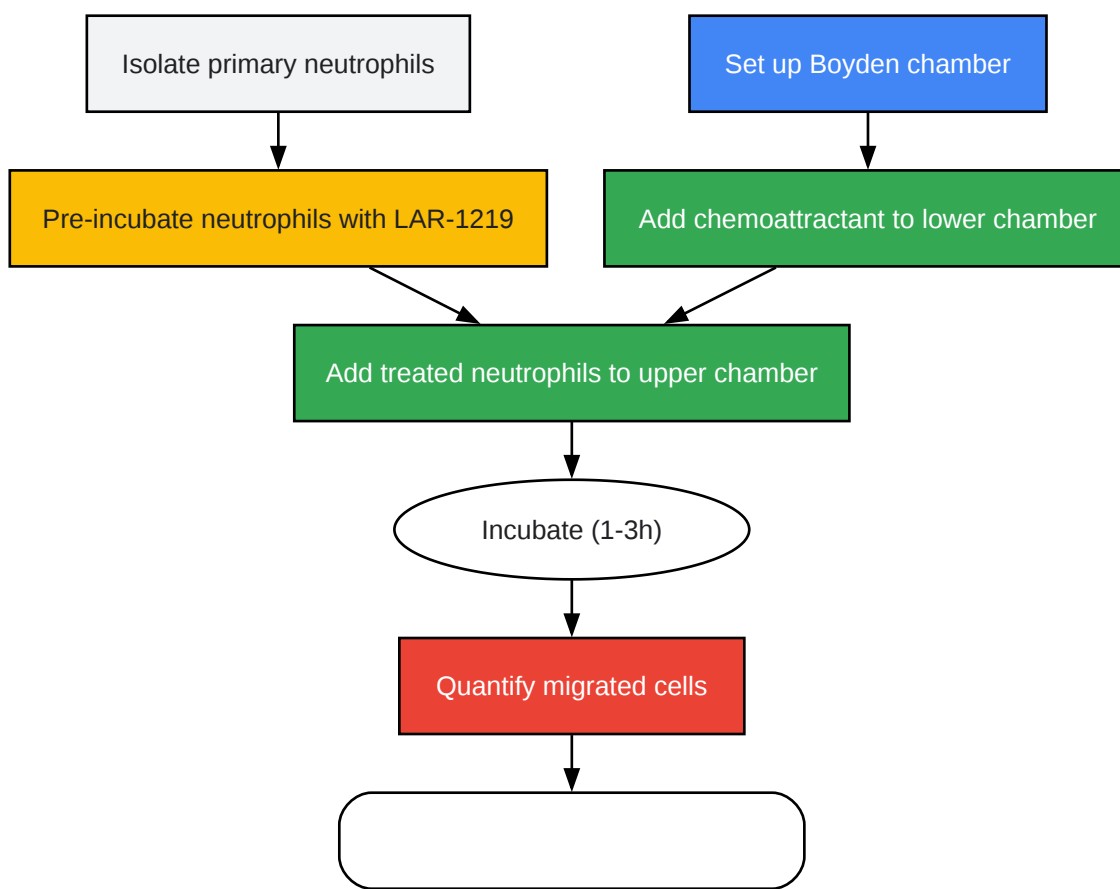 Isolate primary neutrophils
Set up Boyden chamber
Pre-incubate neutrophils with LAR-1219
Add chemoattractant to lower chamber
Add treated neutrophils to upper chamber
Incubate (1-3h)
Quantify migrated cells